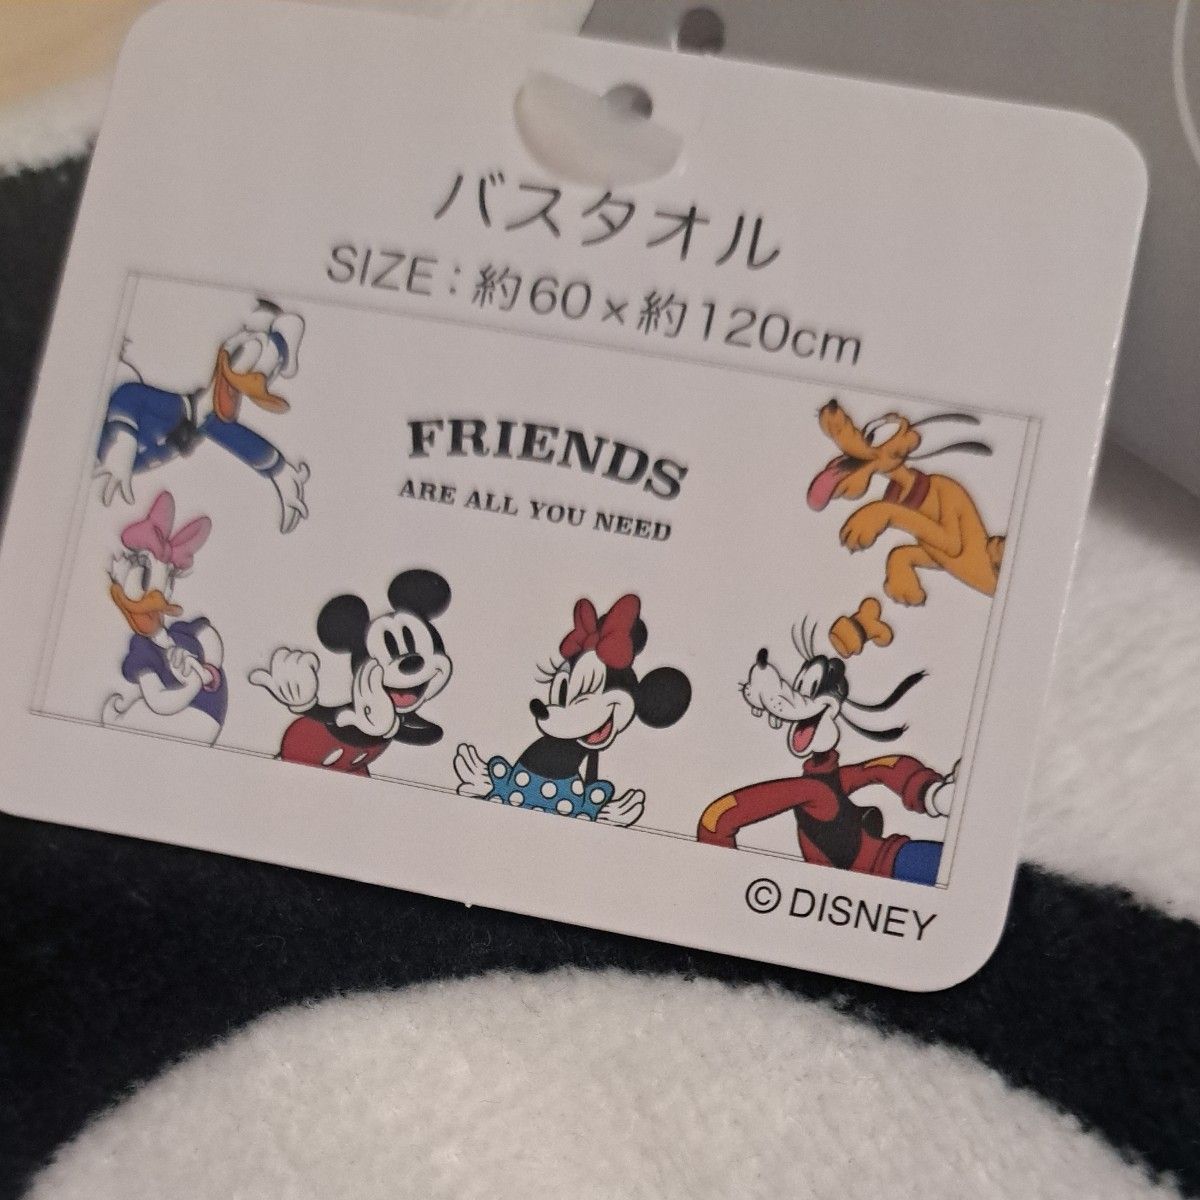 バスタオル
SIZE：約60×約120cm
FRIENDS
ARE ALL YOU NEED
©DISNEY